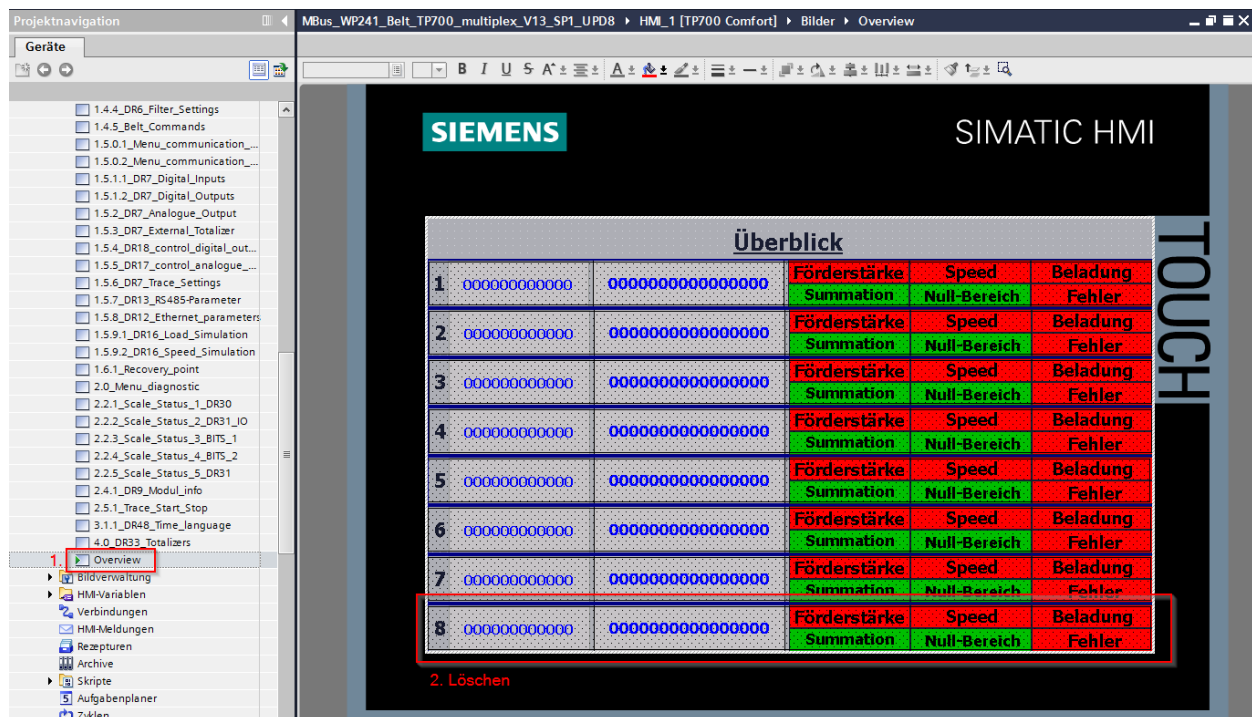 Projektnavigation
MBus_WP241_Belt_TP700_multiplex_V13_SP1_UPD8 ▸ HMI_1 [TP700 Comfort] ▸ Bilder ▸ Overview
Geräte
B I U S A
1.4.4_DR6_Filter_Settings
1.4.5_Belt_Commands
1.5.0.1_Menu_communication_...
1.5.0.2_Menu_communication_...
1.5.1.1_DR7_Digital_Inputs
1.5.1.2_DR7_Digital_Outputs
1.5.2_DR7_Analogue_Output
1.5.3_DR7_External_Totalizer
1.5.4_DR18_control_digital_out...
1.5.5_DR17_control_analogue_...
1.5.6_DR7_Trace_Settings
1.5.7_DR13_RS485-Parameter
1.5.8_DR12_Ethernet_parameters
1.5.9.1_DR16_Load_Simulation
1.5.9.2_DR16_Speed_Simulation
1.6.1_Recovery_point
2.0_Menu_diagnostic
2.2.1_Scale_Status_1_DR30
2.2.2_Scale_Status_2_DR31_IO
2.2.3_Scale_Status_3_BITS_1
2.2.4_Scale_Status_4_BITS_2
2.2.5_Scale_Status_5_DR31
2.4.1_DR9_Modul_info
2.5.1_Trace_Start_Stop
3.1.1_DR48_Time_language
4.0_DR33_Totalizers
1. Overview
Bildverwaltung
HMI-Variablen
Verbindungen
HMI-Meldungen
Rezepturen
Archive
Skripte
Aufgabenplaner
Zyklen
SIEMENS
SIMATIC HMI
TOUCH
Überblick
1 000000000000 0000000000000000 Förderstärke Speed Beladung
Summation Null-Bereich Fehler
2 000000000000 0000000000000000 Förderstärke Speed Beladung
Summation Null-Bereich Fehler
3 000000000000 0000000000000000 Förderstärke Speed Beladung
Summation Null-Bereich Fehler
4 000000000000 0000000000000000 Förderstärke Speed Beladung
Summation Null-Bereich Fehler
5 000000000000 0000000000000000 Förderstärke Speed Beladung
Summation Null-Bereich Fehler
6 000000000000 0000000000000000 Förderstärke Speed Beladung
Summation Null-Bereich Fehler
7 000000000000 0000000000000000 Förderstärke Speed Beladung
Summation Null-Bereich Fehler
8 000000000000 0000000000000000 Förderstärke Speed Beladung
Summation Null-Bereich Fehler
2. Löschen